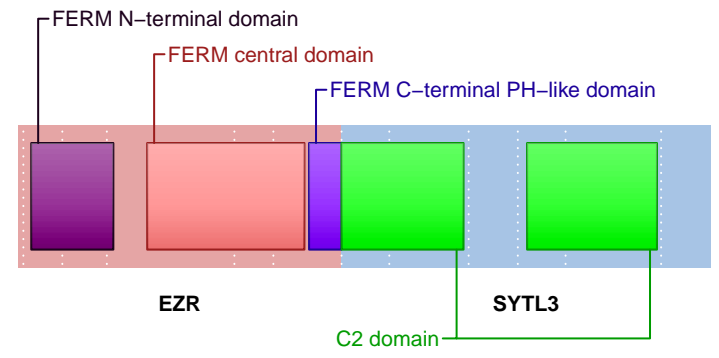 FERM N−terminal domain
FERM central domain
FERM C−terminal PH−like domain
EZR
SYTL3
C2 domain